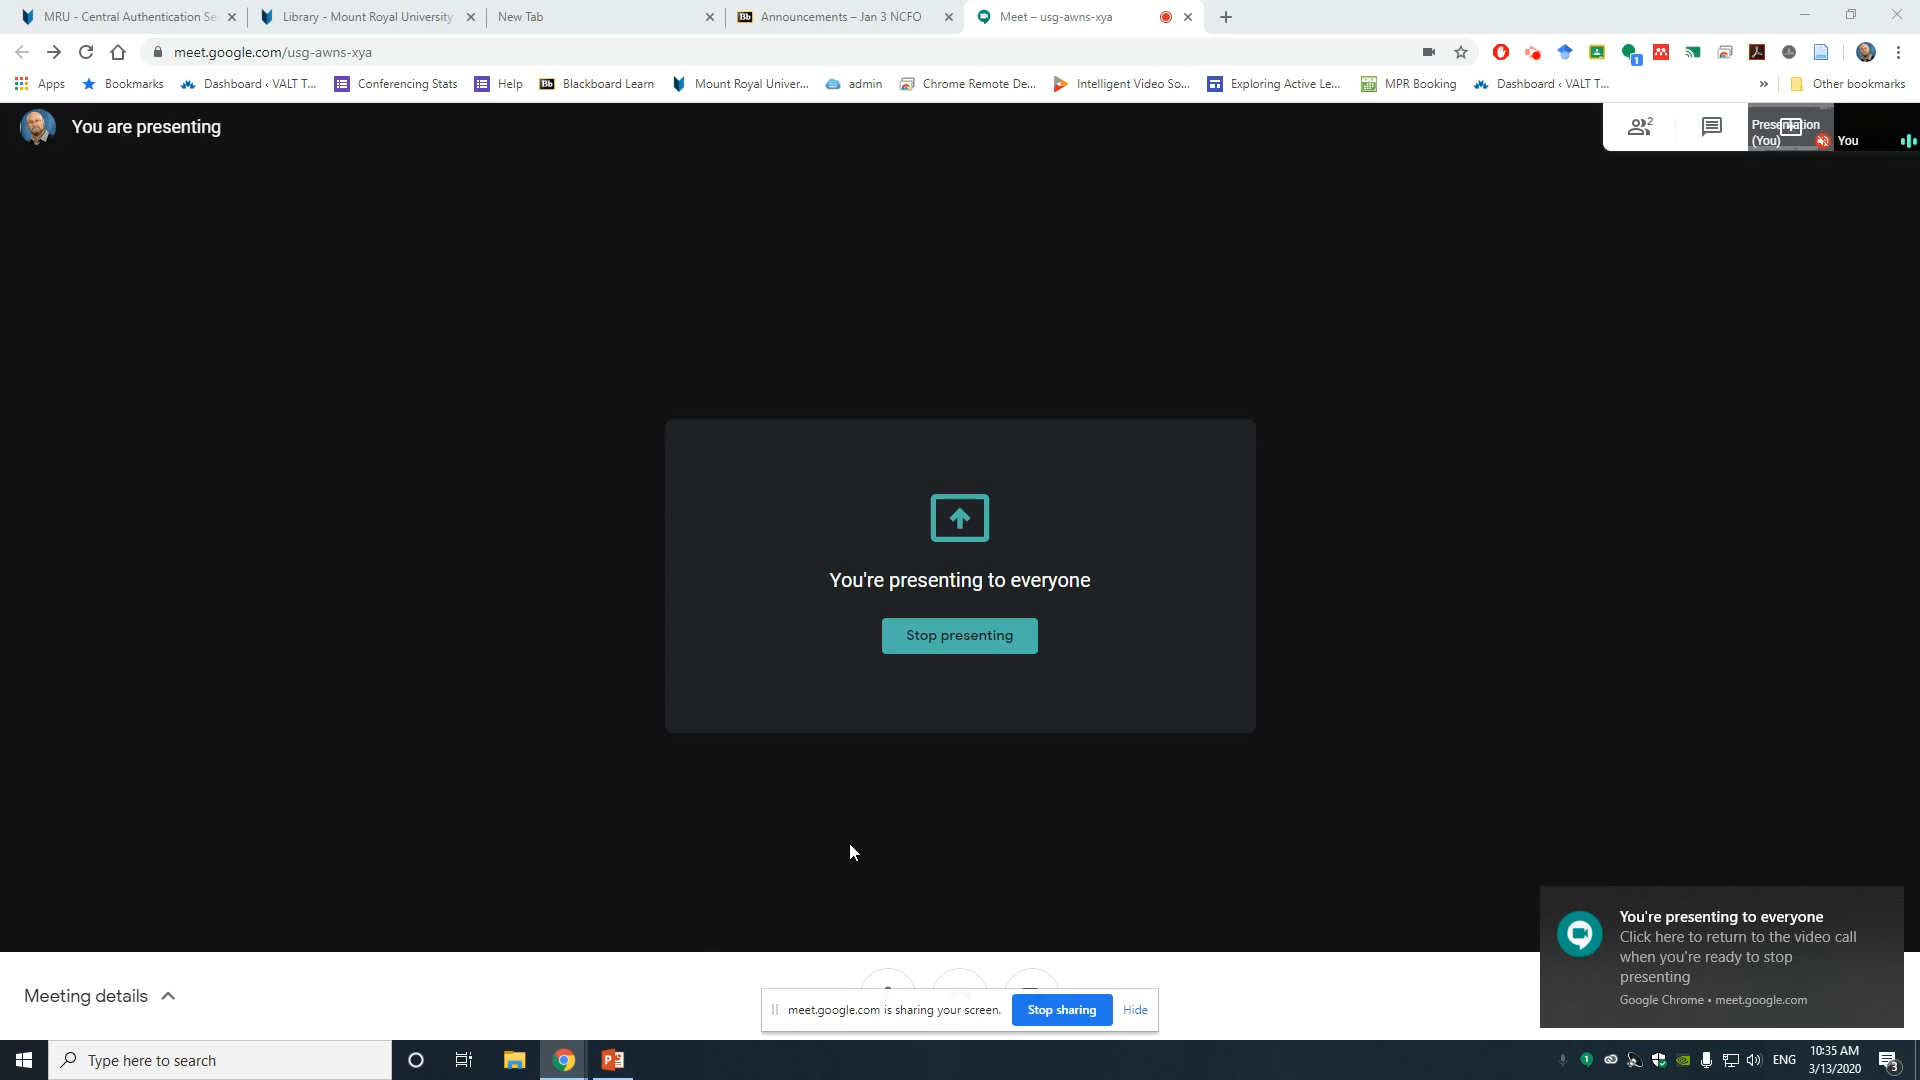 MRU - Central Authentication Se
Library - Mount Royal University
New Tab
Announcements – Jan 3 NCFO
Meet – usg-awns-xya
meet.google.com/usg-awns-xya
1
Apps
Bookmarks
Dashboard ‹ VALT T...
Conferencing Stats
Help
Bb
Blackboard Learn
Mount Royal Univer...
admin
Chrome Remote De...
Intelligent Video So...
Exploring Active Le...
MPR Booking
Dashboard ‹ VALT T...
»
Other bookmarks
You are presenting
2
Presentation
(You)
You
You're presenting to everyone
Stop presenting
You're presenting to everyone
Click here to return to the video call
when you're ready to stop
presenting
Google Chrome • meet.google.com
Meeting details
meet.google.com is sharing your screen.
Stop sharing
Hide
Type here to search
ENG
10:35 AM
3/13/2020
3